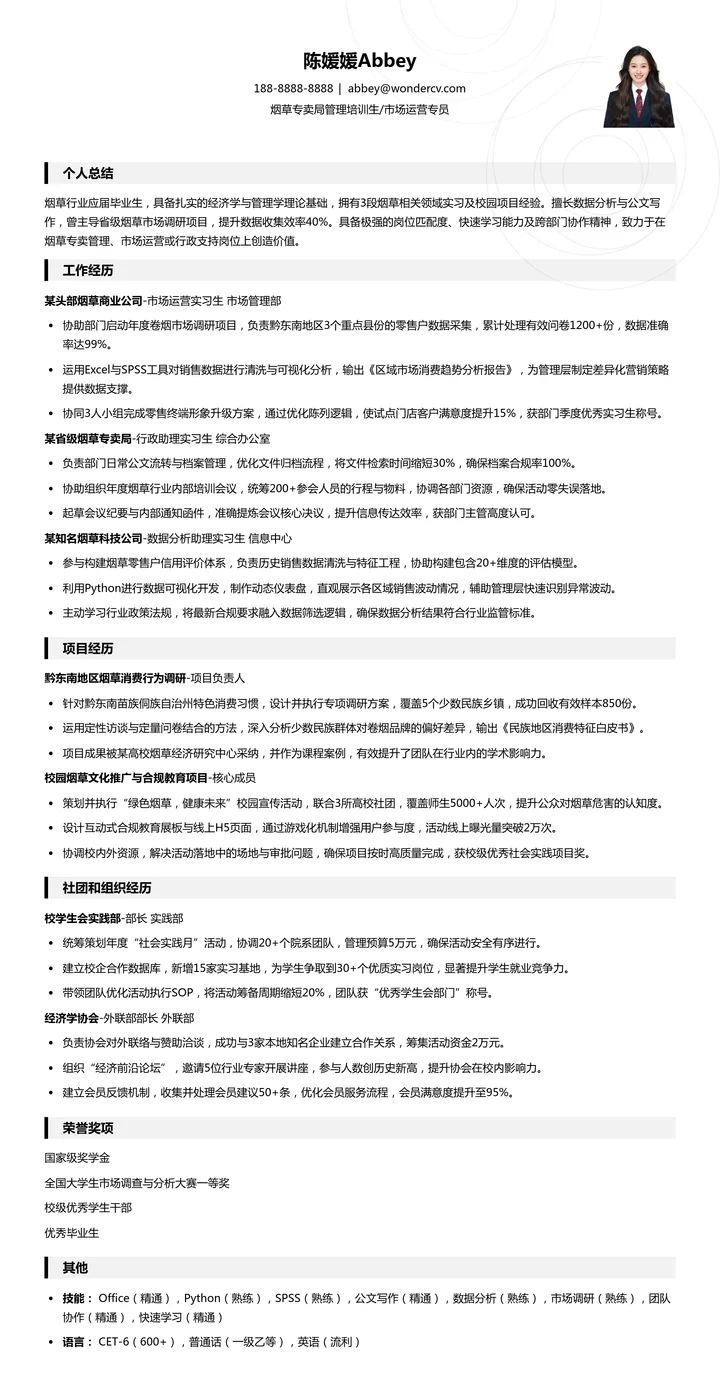 陈媛媛Abbey
188-8888-8888 | abbey@wondercv.com
烟草专卖局管理培训生/市场运营专员
个人总结
烟草行业应届毕业生，具备扎实的经济学与管理学理论基础，拥有3段烟草相关领域实习及校园项目经验。擅长数据分析与公文写
作，曾主导省级烟草市场调研项目，提升数据收集效率40%。具备极强的岗位匹配度、快速学习能力及跨部门协作精神，致力于在
烟草专卖管理、市场运营或行政支持岗位上创造价值。
工作经历
某头部烟草商业公司-市场运营实习生 市场管理部
• 协助部门启动年度卷烟市场调研项目，负责黔东南地区3个重点县份的零售户数据采集，累计处理有效问卷1200+份，数据准确
率达99%。
• 运用Excel与SPSS工具对销售数据进行清洗与可视化分析，输出《区域市场消费趋势分析报告》，为管理层制定差异化营销策略
提供数据支撑。
• 协同3人小组完成零售终端形象升级方案，通过优化陈列逻辑，使试点门店客户满意度提升15%，获部门季度优秀实习生称号。
某省级烟草专卖局-行政助理实习生 综合办公室
• 负责部门日常公文流转与档案管理，优化文件归档流程，将文件检索时间缩短30%，确保档案合规率100%。
• 协助组织年度烟草行业内部培训会议，统筹200+参会人员的行程与物料，协调各部门资源，确保活动零失误落地。
• 起草会议纪要与内部通知函件，准确提炼会议核心决议，提升信息传达效率，获部门主管高度认可。
某知名烟草科技公司-数据分析助理实习生 信息中心
• 参与构建烟草零售户信用评价体系，负责历史销售数据清洗与特征工程，协助构建包含20+维度的评估模型。
• 利用Python进行数据可视化开发，制作动态仪表盘，直观展示各区域销售波动情况，辅助管理层快速识别异常波动。
• 主动学习行业政策法规，将最新合规要求融入数据筛选逻辑，确保数据分析结果符合行业监管标准。
项目经历
黔东南地区烟草消费行为调研-项目负责人
• 针对黔东南苗族侗族自治州特色消费习惯，设计并执行专项调研方案，覆盖5个少数民族乡镇，成功回收有效样本850份。
• 运用定性访谈与定量问卷结合的方法，深入分析少数民族群体对卷烟品牌的偏好差异，输出《民族地区消费特征白皮书》。
• 项目成果被某高校烟草经济研究中心采纳，并作为课程案例，有效提升了团队在行业内的学术影响力。
校园烟草文化推广与合规教育项目-核心成员
• 策划并执行“绿色烟草，健康未来”校园宣传活动，联合3所高校社团，覆盖师生5000+人次，提升公众对烟草危害的认知度。
• 设计互动式合规教育展板与线上H5页面，通过游戏化机制增强用户参与度，活动线上曝光量突破2万次。
• 协调校内外资源，解决活动落地中的场地与审批问题，确保项目按时高质量完成，获校级优秀社会实践项目奖。
社团和组织经历
校学生会实践部-部长 实践部
• 统筹策划年度“社会实践月”活动，协调20+个院系团队，管理预算5万元，确保活动安全有序进行。
• 建立校企合作数据库，新增15家实习基地，为学生争取到30+个优质实习岗位，显著提升学生就业竞争力。
• 带领团队优化活动执行SOP，将活动筹备周期缩短20%，团队获“优秀学生会部门”称号。
经济学协会-外联部部长 外联部
• 负责协会对外联络与赞助洽谈，成功与3家本地知名企业建立合作关系，筹集活动资金2万元。
• 组织“经济前沿论坛”，邀请5位行业专家开展讲座，参与人数创历史新高，提升协会在校内影响力。
• 建立会员反馈机制，收集并处理会员建议50+条，优化会员服务流程，会员满意度提升至95%。
荣誉奖项
国家级奖学金
全国大学生市场调查与分析大赛一等奖
校级优秀学生干部
优秀毕业生
其他
• 技能： Office（精通），Python（熟练），SPSS（熟练），公文写作（精通），数据分析（熟练），市场调研（熟练），团队
协作（精通），快速学习（精通）
• 语言： CET-6（600+），普通话（一级乙等），英语（流利）